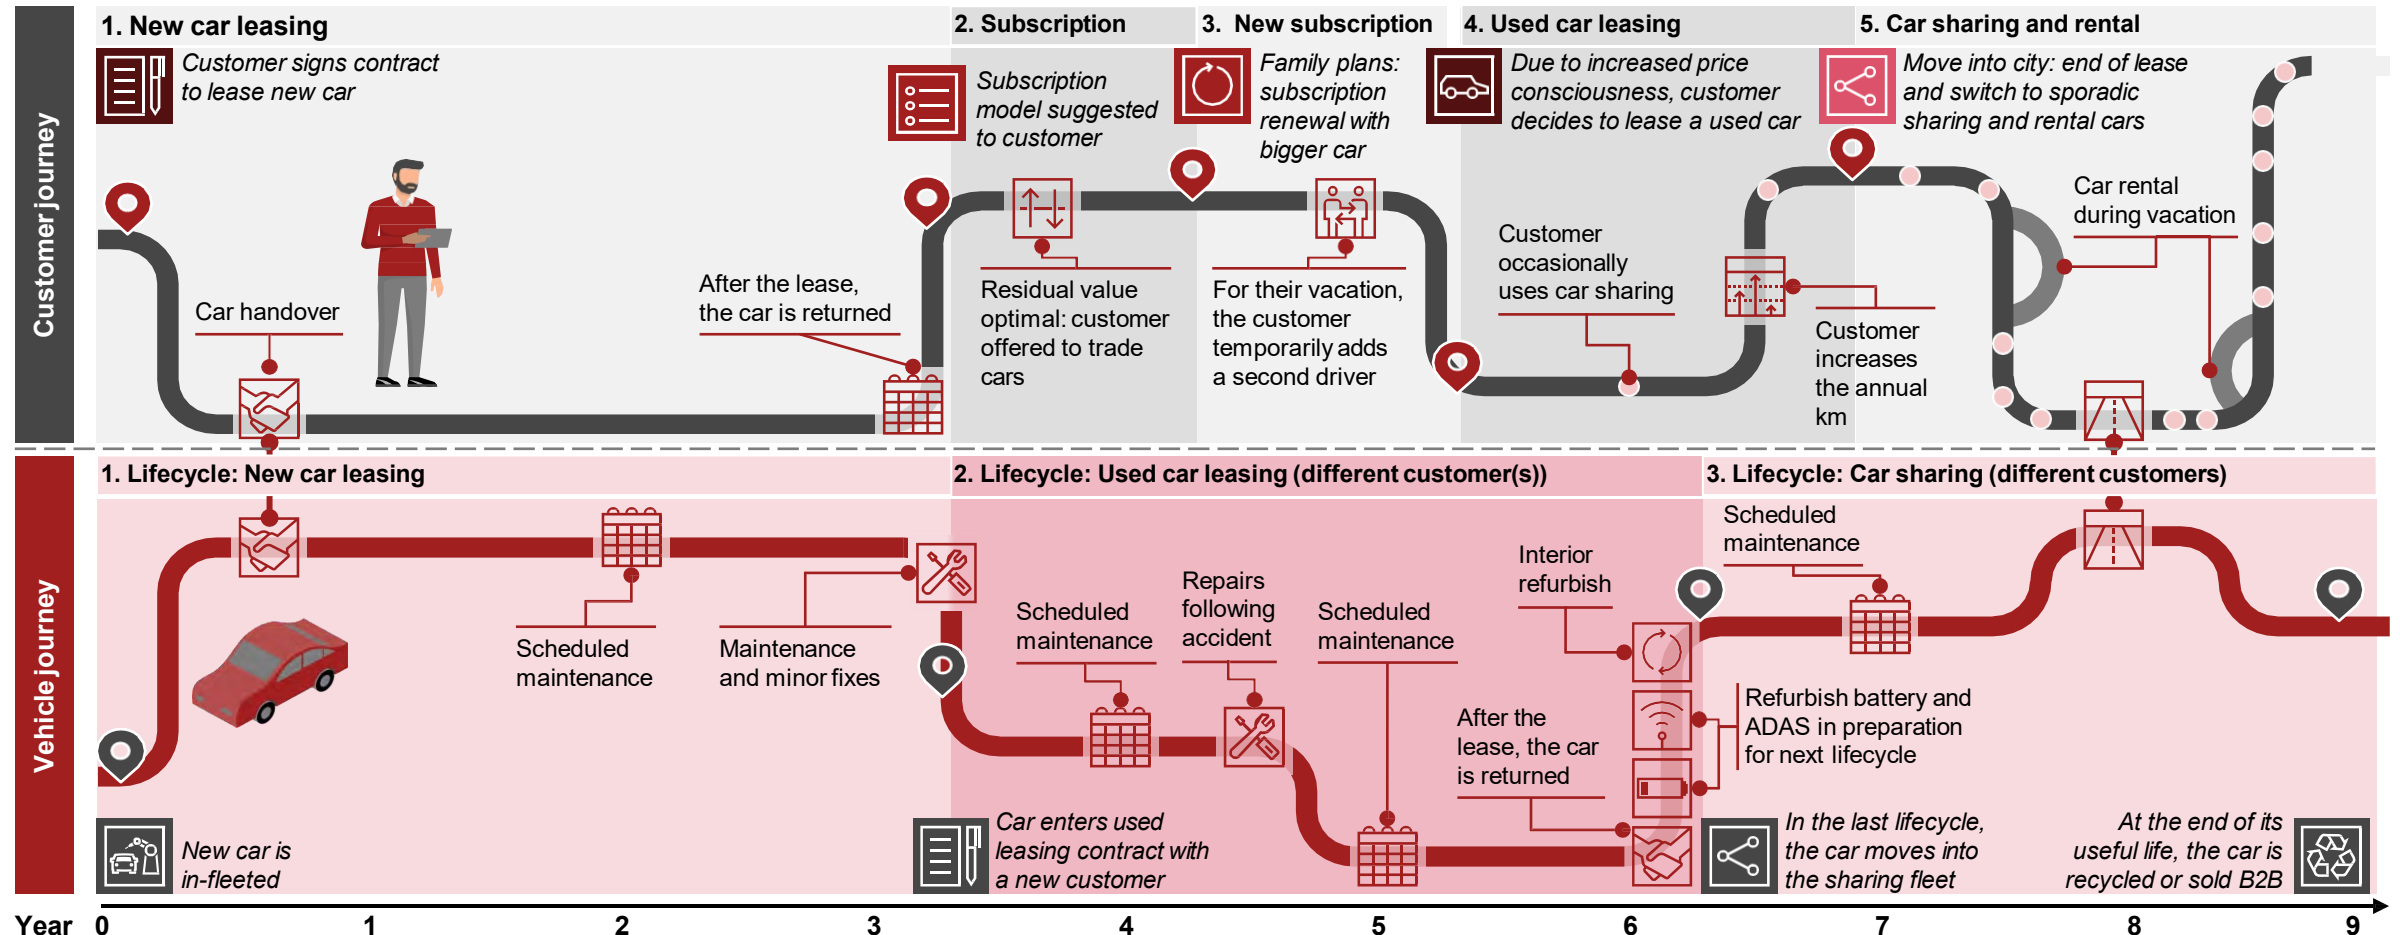 Customer journey
1. New car leasing
2. Subscription
3. New subscription
4. Used car leasing
5. Car sharing and rental
Customer signs contract
to lease new car
Subscription
model suggested
to customer
Family plans:
subscription
renewal with
bigger car
Due to increased price
consciousness, customer
decides to lease a used car
Move into city: end of lease
and switch to sporadic
sharing and rental cars
Car handover
After the lease,
the car is returned
Residual value
optimal: customer
offered to trade
cars
For their vacation,
the customer
temporarily adds
a second driver
Customer
occasionally
uses car sharing
Customer
increases
the annual
km
Car rental
during vacation
Vehicle journey
1. Lifecycle: New car leasing
2. Lifecycle: Used car leasing (different customer(s))
3. Lifecycle: Car sharing (different customers)
Scheduled
maintenance
Maintenance
and minor fixes
Scheduled
maintenance
Repairs
following
accident
Scheduled
maintenance
Interior
refurbish
After the
lease, the car
is returned
Scheduled
maintenance
Refurbish battery and
ADAS in preparation
for next lifecycle
New car is
in-fleeted
Car enters used
leasing contract with
a new customer
In the last lifecycle,
the car moves into
the sharing fleet
At the end of its
useful life, the car is
recycled or sold B2B
Year 0 1 2 3 4 5 6 7 8 9